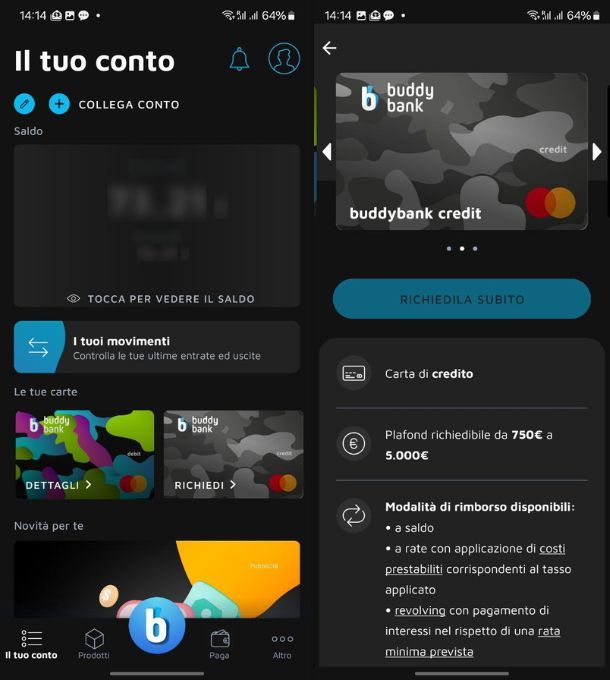 14:14
64%
Il tuo conto
COLLEGA CONTO
Saldo
TOCCA PER VEDERE IL SALDO
I tuoi movimenti
Controlla le tue ultime entrate ed uscite
Le tue carte
buddy
bank
debit
DETTAGLI
buddy
bank
credit
RICHIEDI
Novità per te
Pubblicità
Il tuo conto
Prodotti
b
Paga
Altro
14:14
64%
buddy
bank
credit
buddybank credit
RICHIEDILA SUBITO
Carta di credito
Plafond richiedibile da 750€ a
5.000€
Modalità di rimborso disponibili:
• a saldo
• a rate con applicazione di costi
prestabiliti corrispondenti al tasso
applicato
• revolving con pagamento di
interessi nel rispetto di una rata
minima prevista